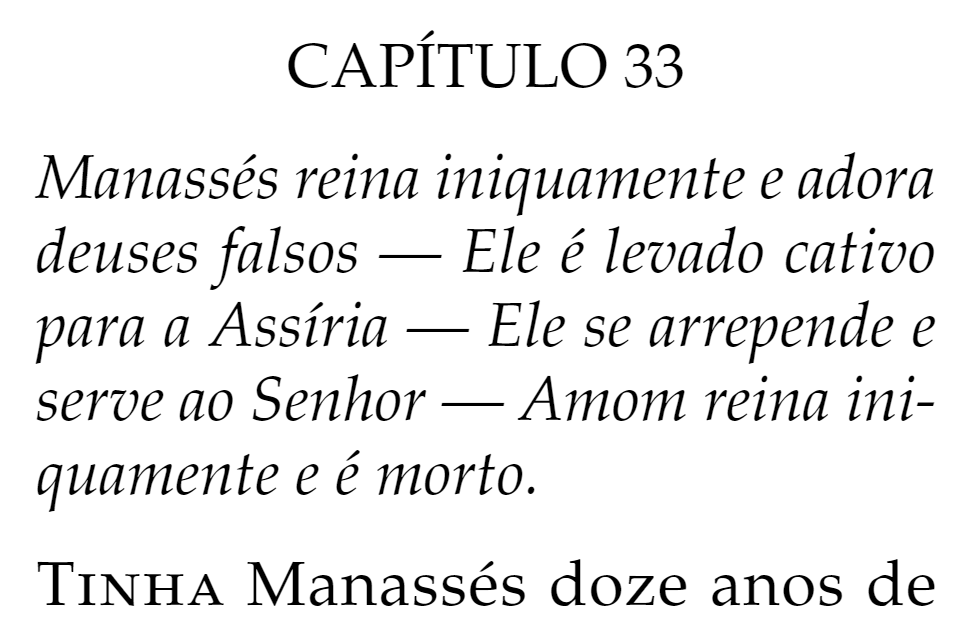 CAPÍTULO 33
Manassés reina iniquamente e adora
deuses falsos — Ele é levado cativo
para a Assíria — Ele se arrepende e
serve ao Senhor — Amom reina ini-
quamente e é morto.
TINHA Manassés doze anos de